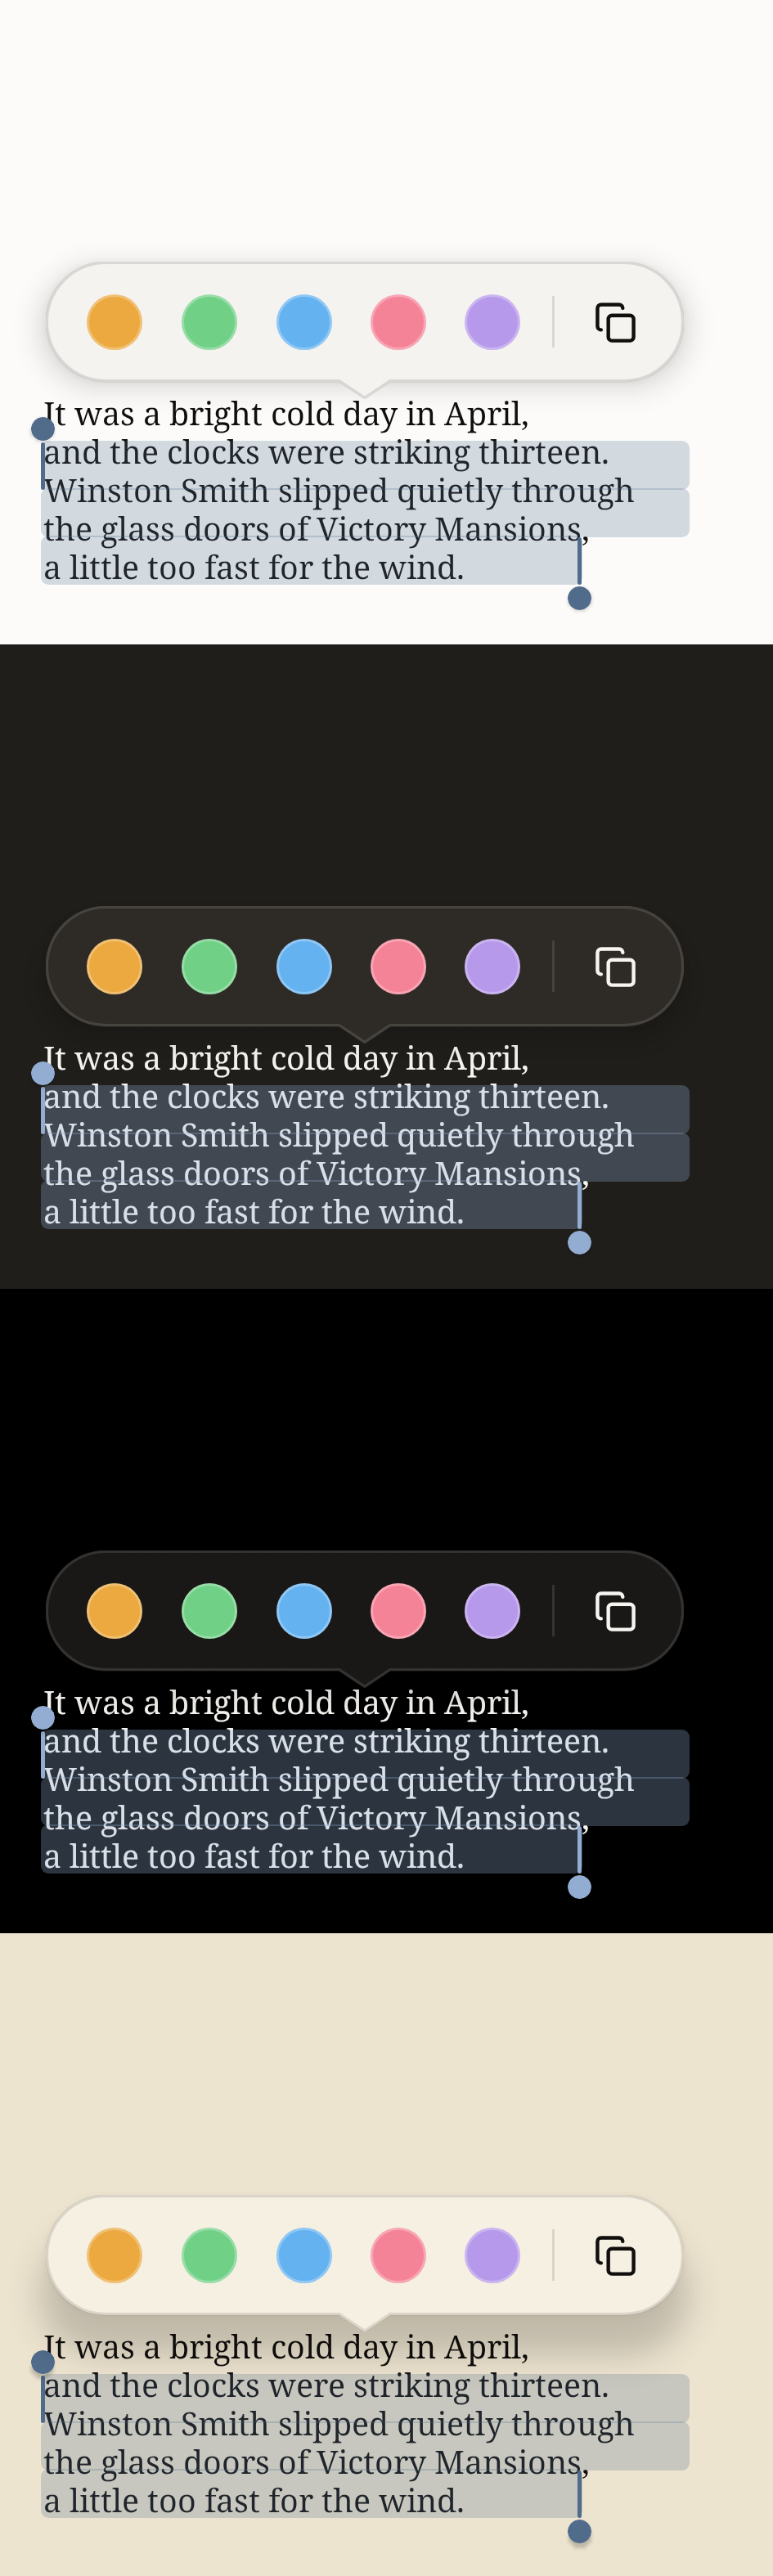 It was a bright cold day in April,
and the clocks were striking thirteen.
Winston Smith slipped quietly through
the glass doors of Victory Mansions,
a little too fast for the wind.
It was a bright cold day in April,
and the clocks were striking thirteen.
Winston Smith slipped quietly through
the glass doors of Victory Mansions,
a little too fast for the wind.
It was a bright cold day in April,
and the clocks were striking thirteen.
Winston Smith slipped quietly through
the glass doors of Victory Mansions,
a little too fast for the wind.
It was a bright cold day in April,
and the clocks were striking thirteen.
Winston Smith slipped quietly through
the glass doors of Victory Mansions,
a little too fast for the wind.